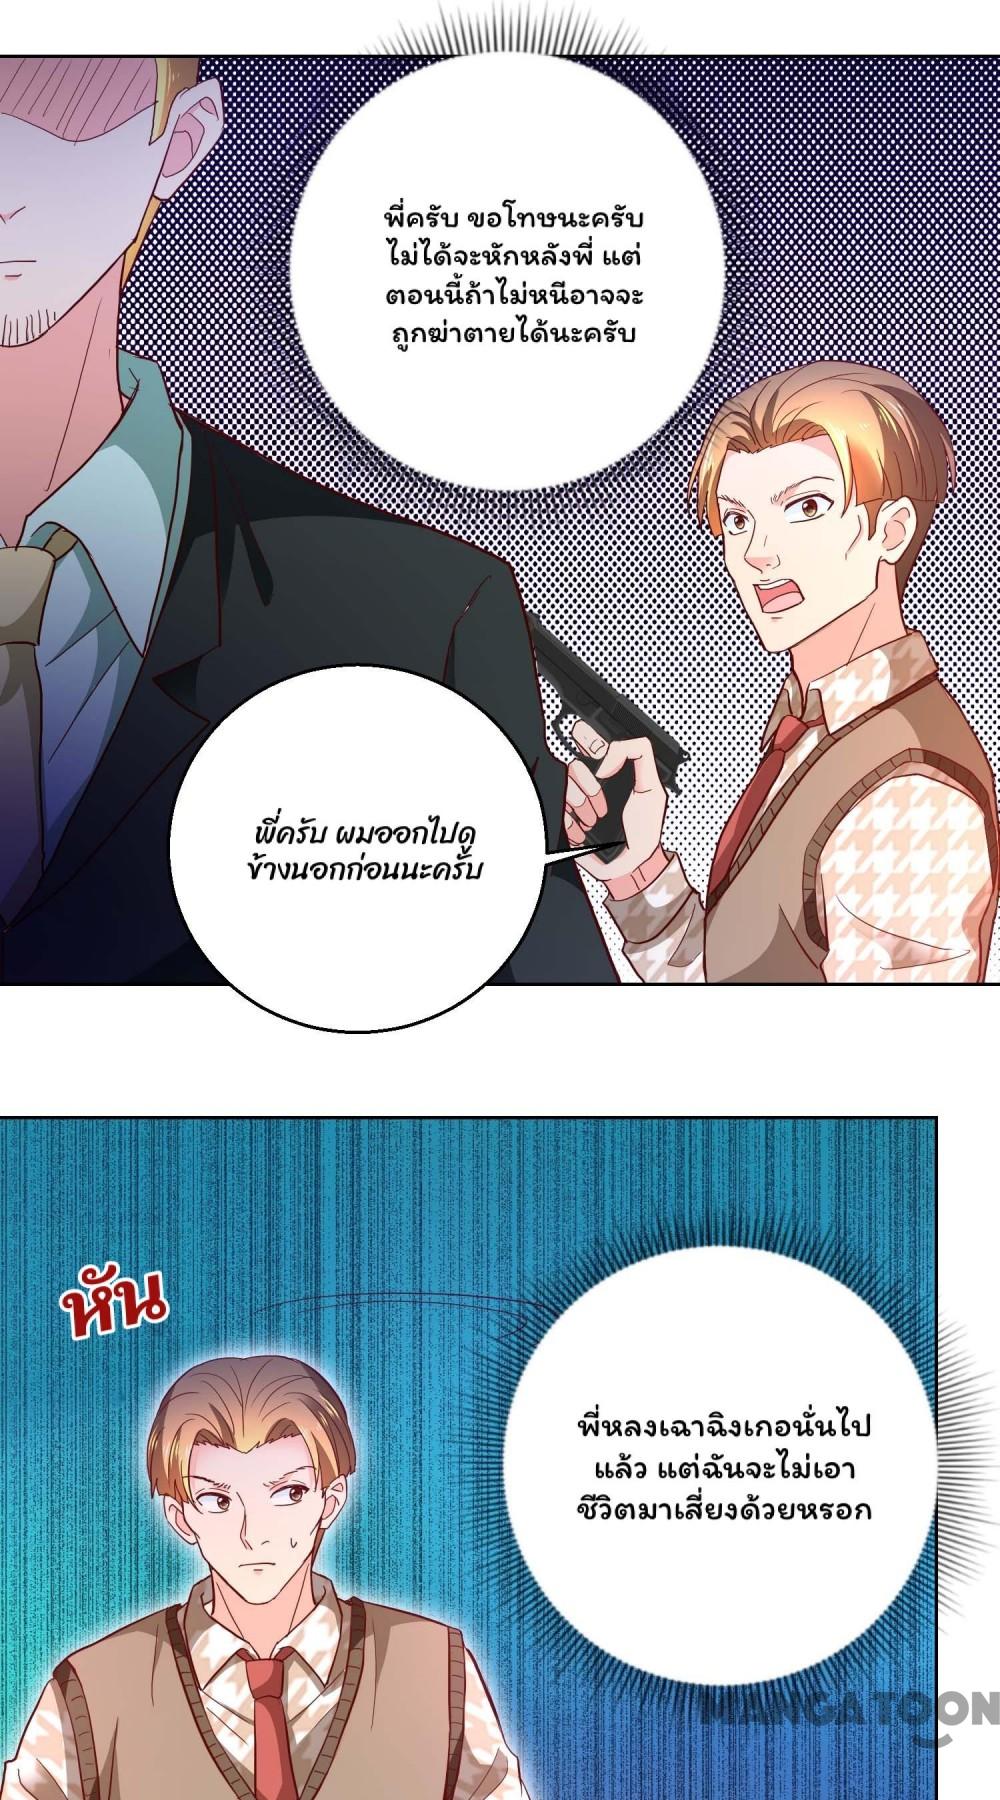 พี่ครับ ขอโทษนะครับ
ไม่ได้จะหักหลังพี่ แต่
ตอนนี้ถ้าไม่หนีอาจจะ
ถูกฆ่าตายได้นะครับ
พี่ครับ ผมออกไปดู
ข้างนอกก่อนนะครับ
หัน
พี่หลงเฉาฉิงเกอนั่นไป
แล้ว แต่ฉันจะไม่เอา
ชีวิตมาเสี่ยงด้วยหรอก
MANGATOON